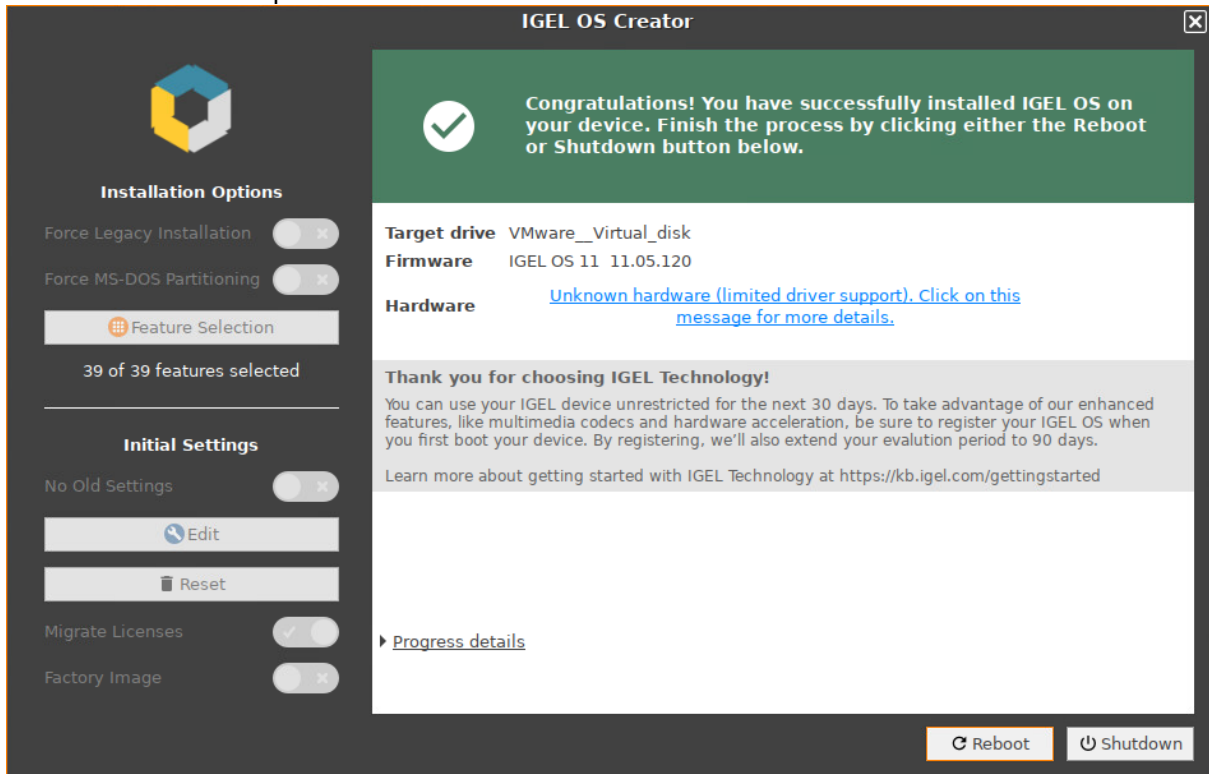 IGEL OS Creator
Installation Options
Force Legacy Installation
Force MS-DOS Partitioning
Feature Selection
39 of 39 features selected
Initial Settings
No Old Settings
Edit
Reset
Migrate Licenses
Factory Image
Congratulations! You have successfully installed IGEL OS on
your device. Finish the process by clicking either the Reboot
or Shutdown button below.
Target drive VMware__Virtual_disk
Firmware IGEL OS 11 11.05.120
Hardware Unknown hardware (limited driver support). Click on this
message for more details.
Thank you for choosing IGEL Technology!
You can use your IGEL device unrestricted for the next 30 days. To take advantage of our enhanced
features, like multimedia codecs and hardware acceleration, be sure to register your IGEL OS when
you first boot your device. By registering, we'll also extend your evalution period to 90 days.
Learn more about getting started with IGEL Technology at https://kb.igel.com/gettingstarted
Progress details
Reboot
Shutdown